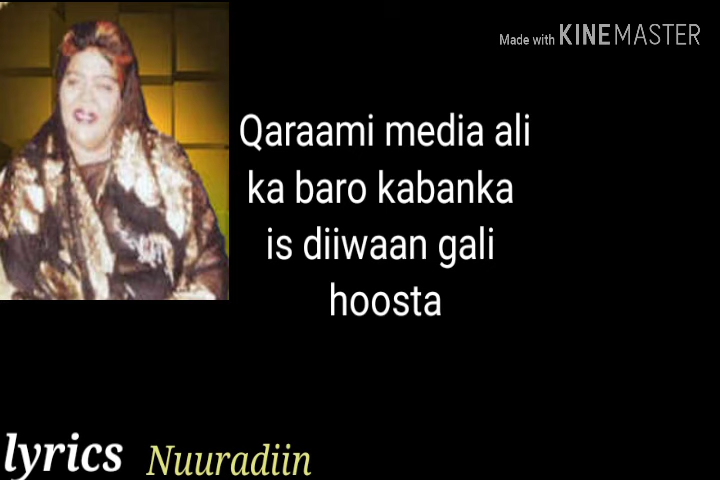 Made with KINEMASTER
Qaraami media ali
ka baro kabanka
is diiwaan gali
hoosta
lyrics Nuuradiin